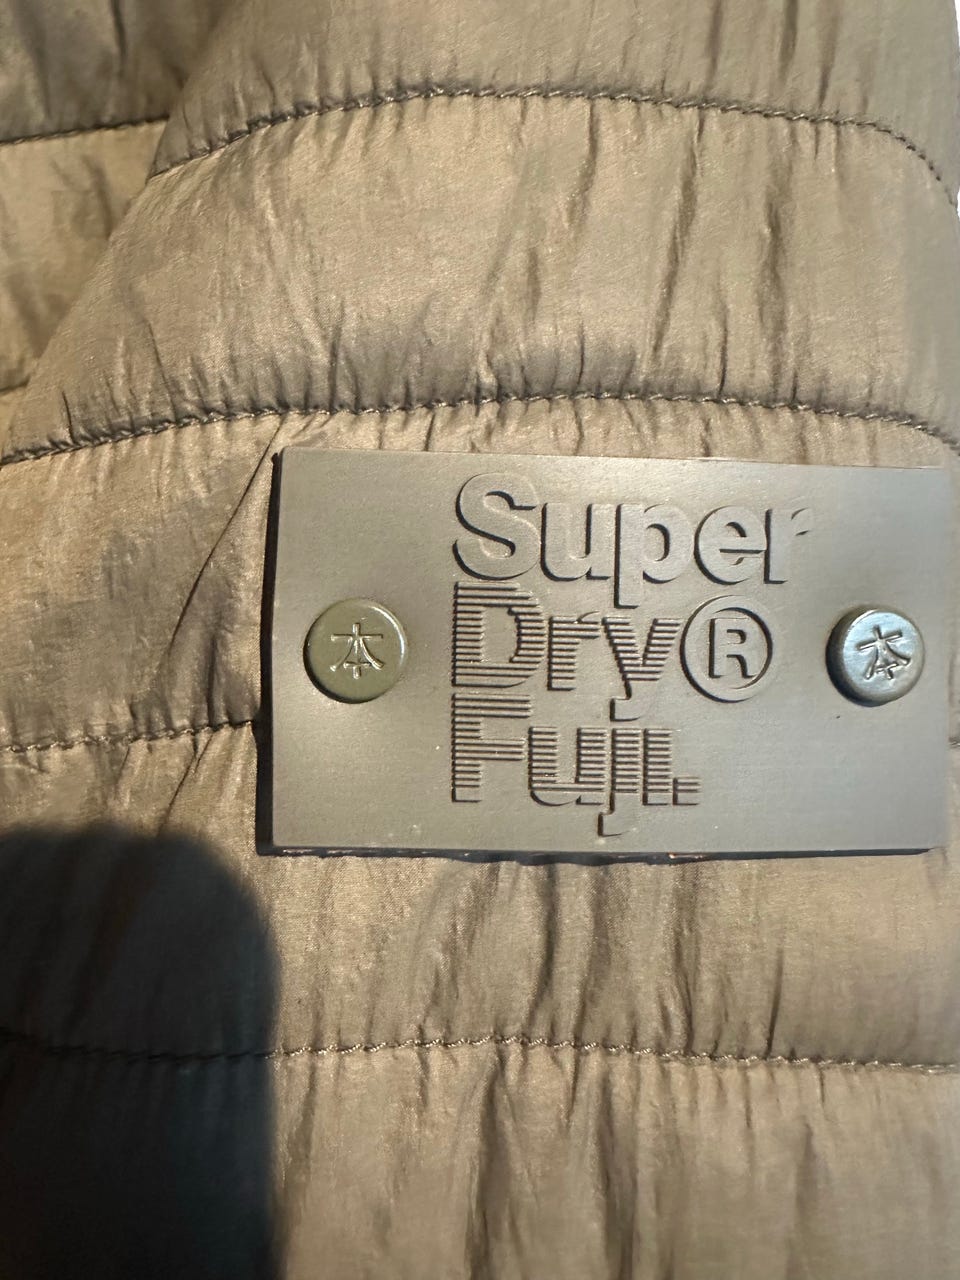 Super
Dry®
Fuji.
本
本